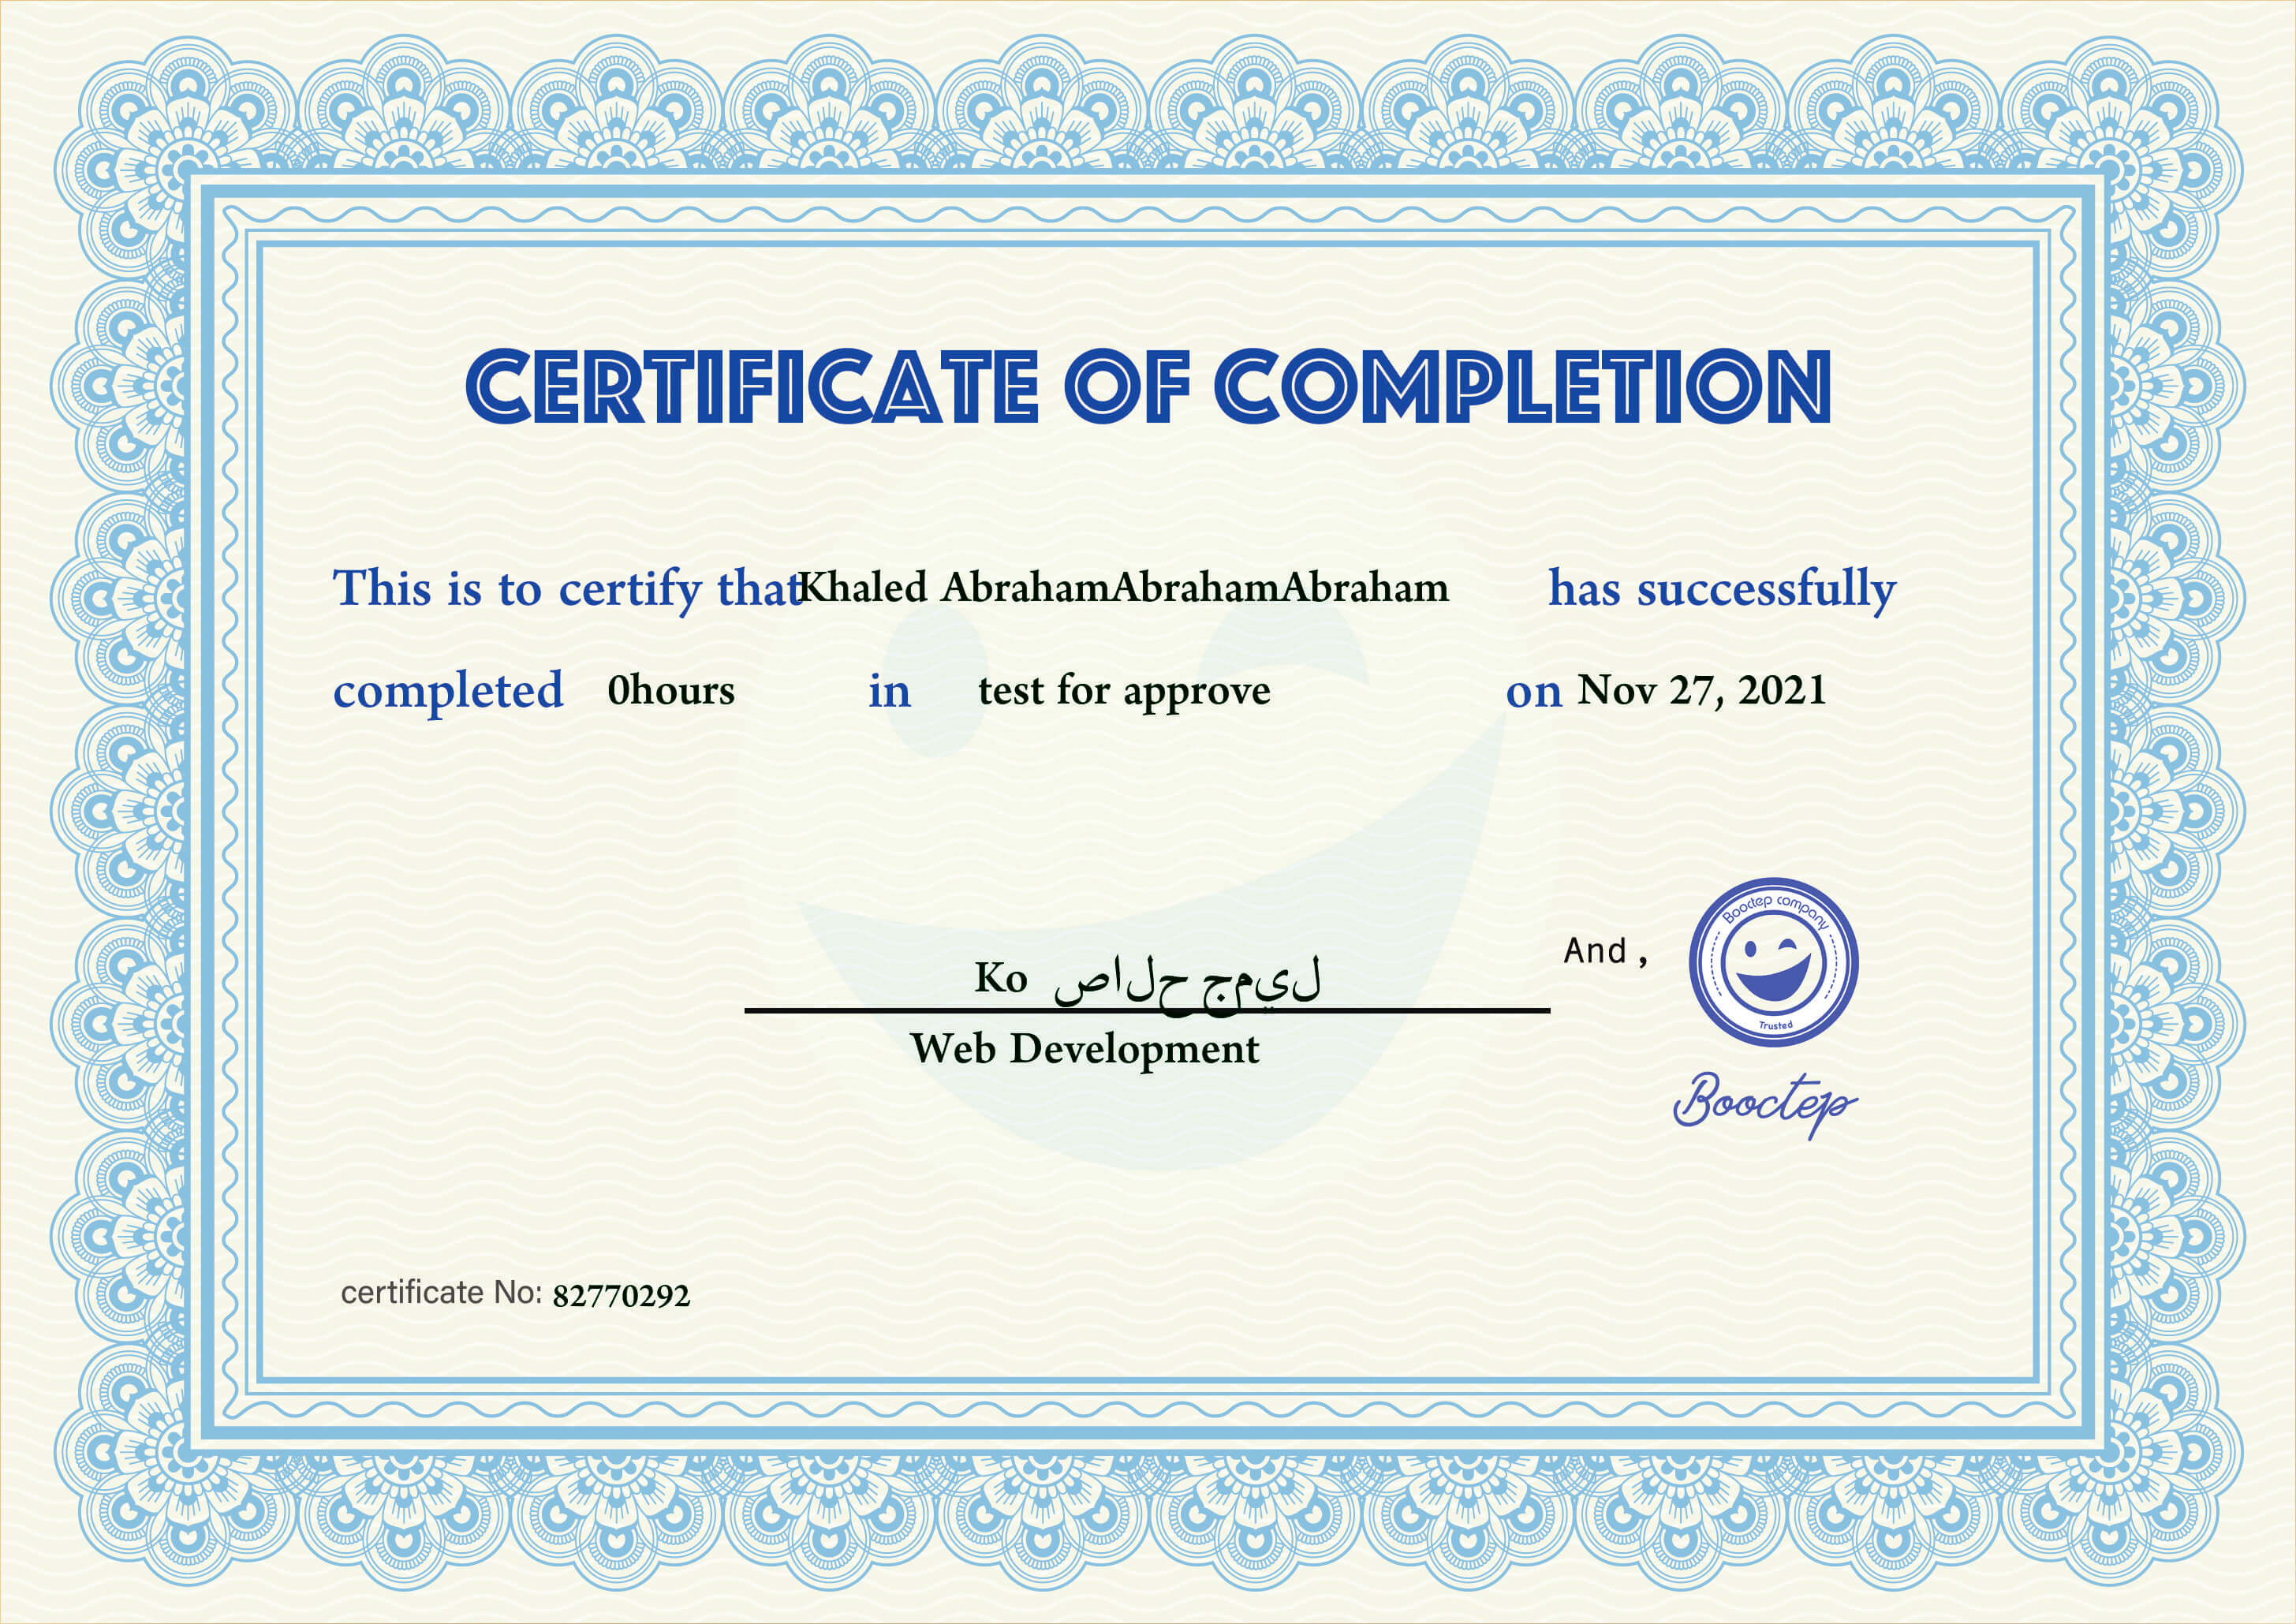 CERTIFICATE OF COMPLETION
This is to certify that Khaled AbrahamAbrahamAbraham has successfully
completed 0hours in test for approve on Nov 27, 2021
Booctep company
And ,
Ko صالح جميل
Trusted
Web Development
Booctep
certificate No: 82770292